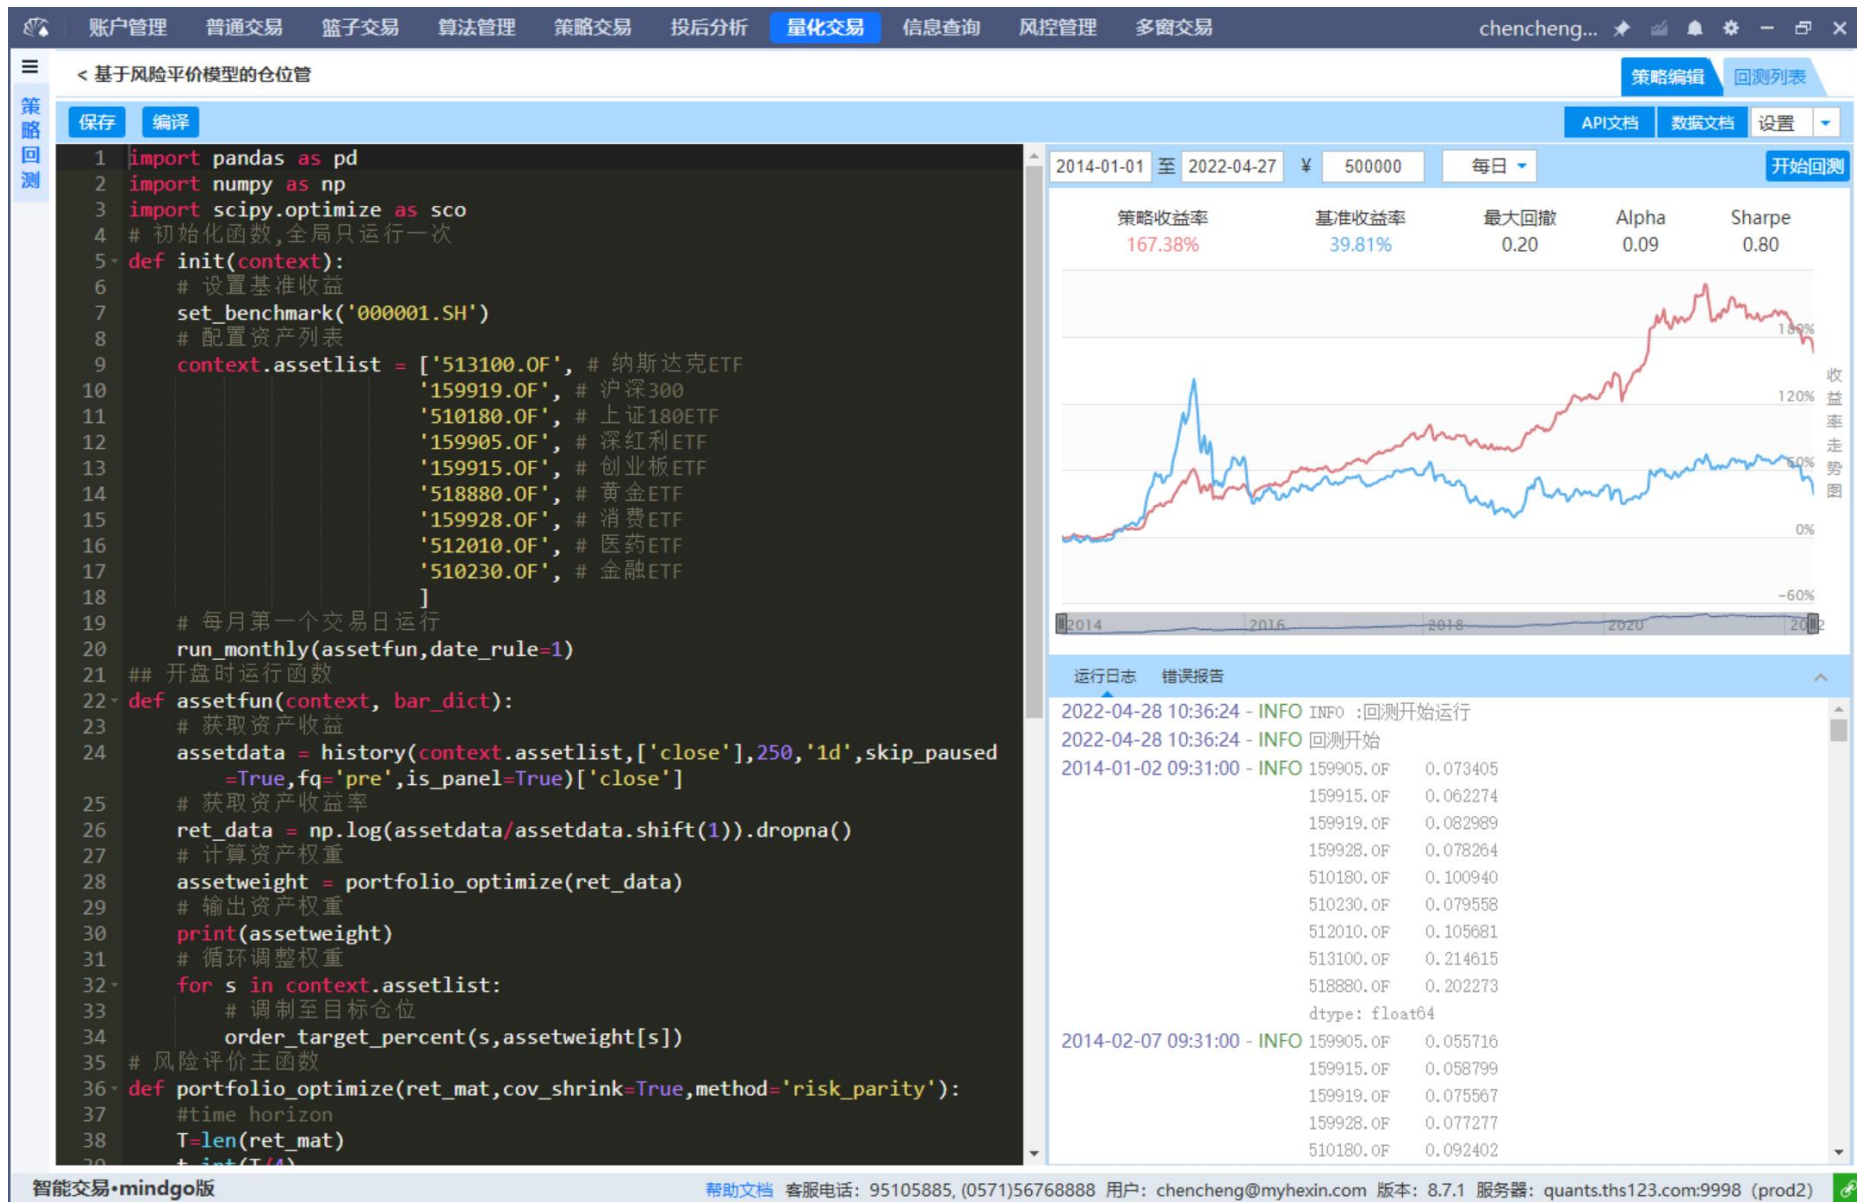 账户管理 普通交易 篮子交易 算法管理 策略交易 投后分析 量化交易 信息查询 风控管理 多窗交易 chencheng...
< 基于风险平价模型的仓位管 策略编辑 回测列表
策略回测
保存 编译 API文档 数据文档 设置
1 import pandas as pd
2 import numpy as np
3 import scipy.optimize as sco
4 # 初始化函数,全局只运行一次
5 def init(context):
6 # 设置基准收益
7 set_benchmark('000001.SH')
8 # 配置资产列表
9 context.assetlist = ['513100.OF', # 纳斯达克ETF
10 '159919.OF', # 沪深300
11 '510180.OF', # 上证180ETF
12 '159905.OF', # 深红利ETF
13 '159915.OF', # 创业板ETF
14 '518880.OF', # 黄金ETF
15 '159928.OF', # 消费ETF
16 '512010.OF', # 医药ETF
17 '510230.OF', # 金融ETF
18 ]
19 # 每月第一个交易日运行
20 run_monthly(assetfun,date_rule=1)
21 ## 开盘时运行函数
22 def assetfun(context, bar_dict):
23 # 获取资产收益
24 assetdata = history(context.assetlist,['close'],250,'1d',skip_paused
=True,fq='pre',is_panel=True)['close']
25 # 获取资产收益率
26 ret_data = np.log(assetdata/assetdata.shift(1)).dropna()
27 # 计算资产权重
28 assetweight = portfolio_optimize(ret_data)
29 # 输出资产权重
30 print(assetweight)
31 # 循环调整权重
32 for s in context.assetlist:
33 # 调制至目标仓位
34 order_target_percent(s,assetweight[s])
35 # 风险评价主函数
36 def portfolio_optimize(ret_mat,cov_shrink=True,method='risk_parity'):
37 #time horizon
38 T=len(ret_mat)
39 t=int(T/4)
2014-01-01 至 2022-04-27 ¥ 500000 每日 开始回测
策略收益率 基准收益率 最大回撤 Alpha Sharpe
167.38% 39.81% 0.20 0.09 0.80
180%
120%
60%
0%
-60%
收益率走势图
2014 2016 2018 2020 2022
运行日志 错误报告
2022-04-28 10:36:24 - INFO INFO :回测开始运行
2022-04-28 10:36:24 - INFO 回测开始
2014-01-02 09:31:00 - INFO 159905.OF 0.073405
159915.OF 0.062274
159919.OF 0.082989
159928.OF 0.078264
510180.OF 0.100940
510230.OF 0.079558
512010.OF 0.105681
513100.OF 0.214615
518880.OF 0.202273
dtype: float64
2014-02-07 09:31:00 - INFO 159905.OF 0.055716
159915.OF 0.058799
159919.OF 0.075567
159928.OF 0.077277
510180.OF 0.092402
智能交易·mindgo版 帮助文档 客服电话: 95105885, (0571)56768888 用户: chencheng@myhexin.com 版本: 8.7.1 服务器: quants.ths123.com:9998 (prod2)